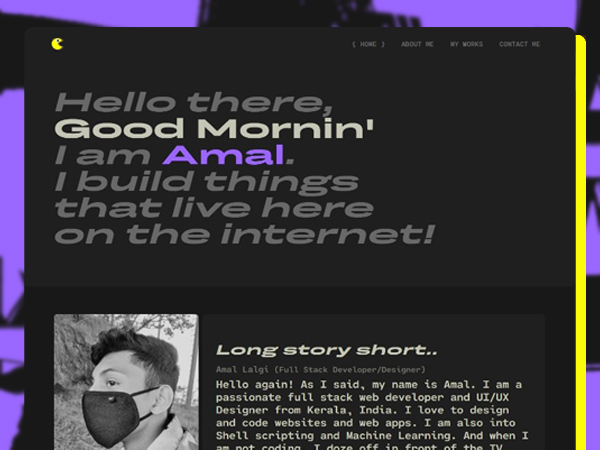 { HOME } ABOUT ME MY WORKS CONTACT ME
Hello there,
Good Mornin'
I am Amal.
I build things
that live here
on the internet!
Long story short..
Amal Lalgi (Full Stack Developer/Designer)
Hello again! As I said, my name is Amal. I am a
passionate full stack web developer and UI/UX
Designer from Kerala, India. I love to design
and code websites and web apps. I am also into
Shell scripting and Machine Learning. And when I
am not coding, I doze off in front of the TV